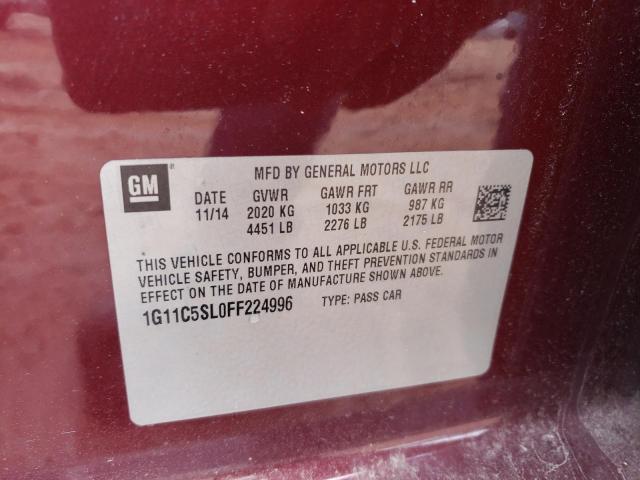 GM
MFD BY GENERAL MOTORS LLC
DATE GVWR GAWR FRT GAWR RR
11/14 2020 KG 1033 KG 987 KG
4451 LB 2276 LB 2175 LB
THIS VEHICLE CONFORMS TO ALL APPLICABLE U.S. FEDERAL MOTOR
VEHICLE SAFETY, BUMPER, AND THEFT PREVENTION STANDARDS IN
EFFECT ON THE DATE OF MANUFACTURE SHOWN ABOVE.
1G11C5SL0FF224996 TYPE: PASS CAR